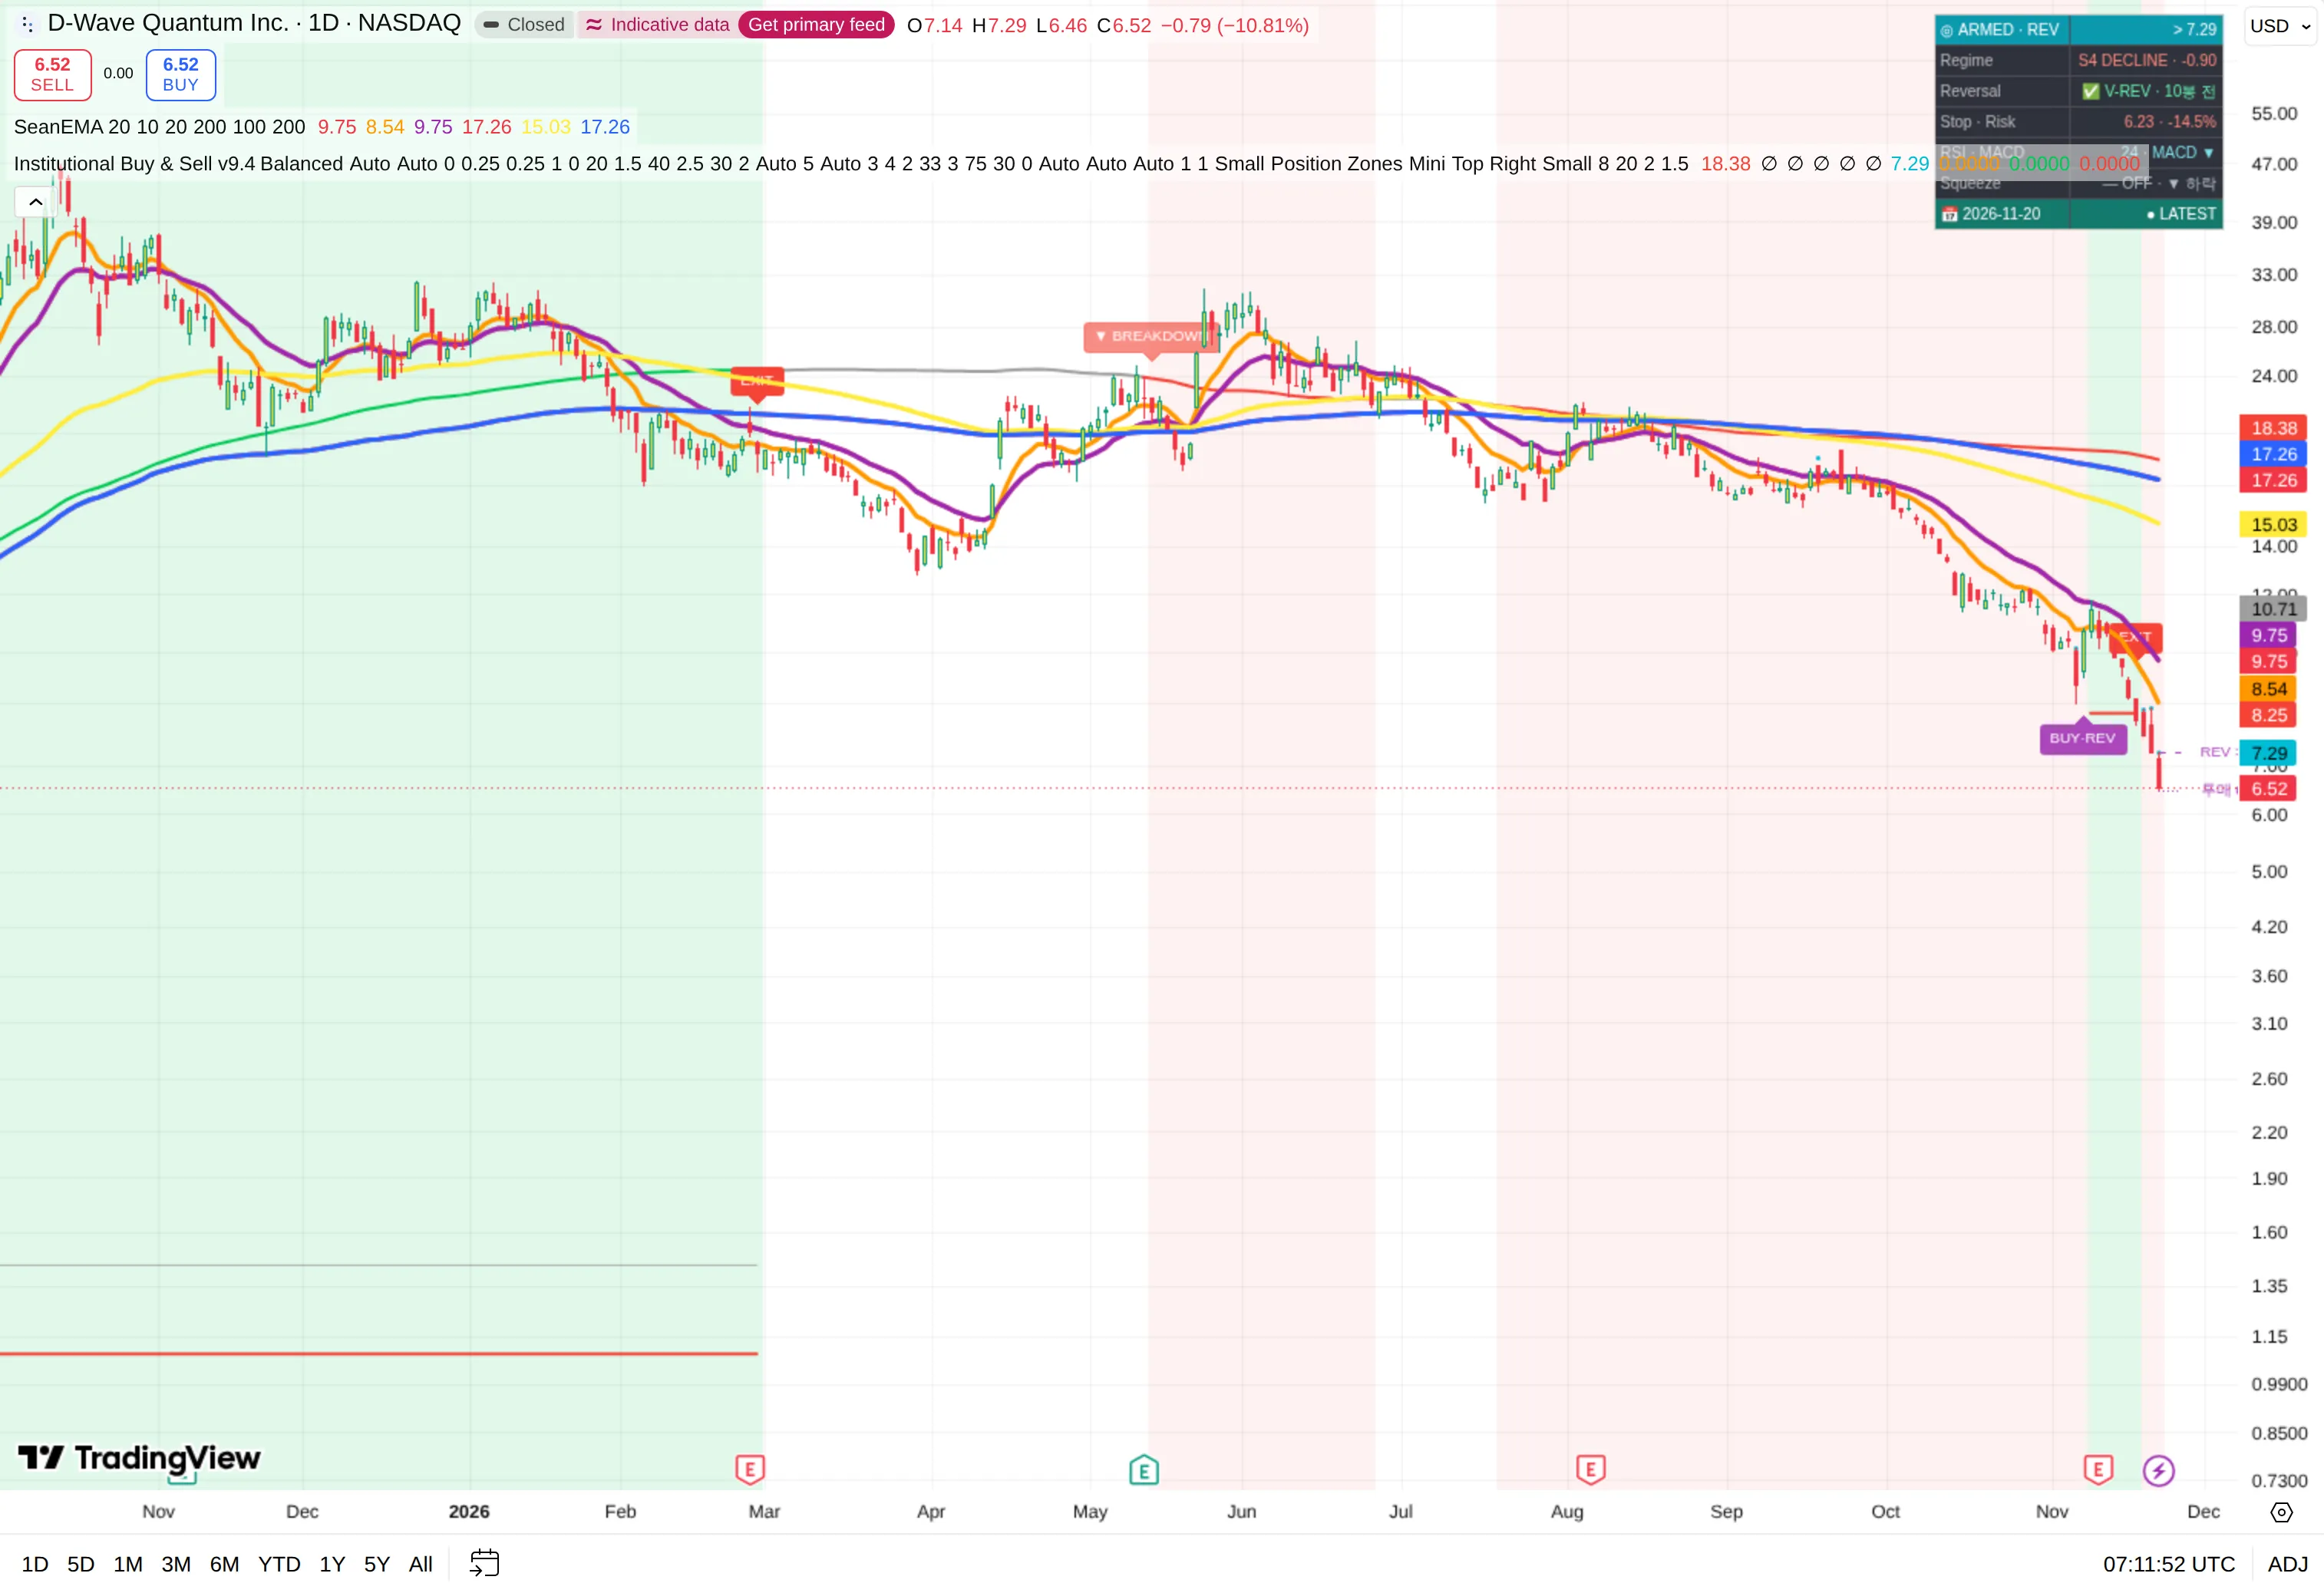 D-Wave Quantum Inc. · 1D · NASDAQ Closed Indicative data Get primary feed O7.14 H7.29 L6.46 C6.52 −0.79 (−10.81%)
6.52 SELL 0.00 6.52 BUY
SeanEMA 20 10 20 200 100 200 9.75 8.54 9.75 17.26 15.03 17.26
Institutional Buy & Sell v9.4 Balanced Auto Auto 0 0.25 0.25 1 0 20 1.5 40 2.5 30 2 Auto 5 Auto 3 4 2 33 3 75 30 0 Auto Auto Auto 1 1 Small Position Zones Mini Top Right Small 8 20 2 1.5 18.38 ∅ ∅ ∅ ∅ ∅ 7.29 0.0000 0.0000 0.0000
◎ ARMED · REV > 7.29
Regime S4 DECLINE · -0.90
Reversal ✅ V-REV · 10봉 전
Stop · Risk 6.23 · -14.5%
RSI · MACD 24 · MACD ▼
Squeeze — OFF · ▼ 하락
📅 2026-11-20 ● LATEST
USD
55.00
47.00
39.00
33.00
28.00
24.00
18.38
17.26
17.26
15.03
14.00
12.00
10.71
9.75
9.75
8.54
8.25
7.29
7.00
6.52
6.00
5.00
4.20
3.60
3.10
2.60
2.20
1.90
1.60
1.35
1.15
0.9900
0.8500
0.7300
▼ BREAKDOWN
EXIT
EXIT
BUY-REV
REV
TradingView
E
E
E
E
Nov Dec 2026 Feb Mar Apr May Jun Jul Aug Sep Oct Nov Dec
1D 5D 1M 3M 6M YTD 1Y 5Y All 07:11:52 UTC ADJ